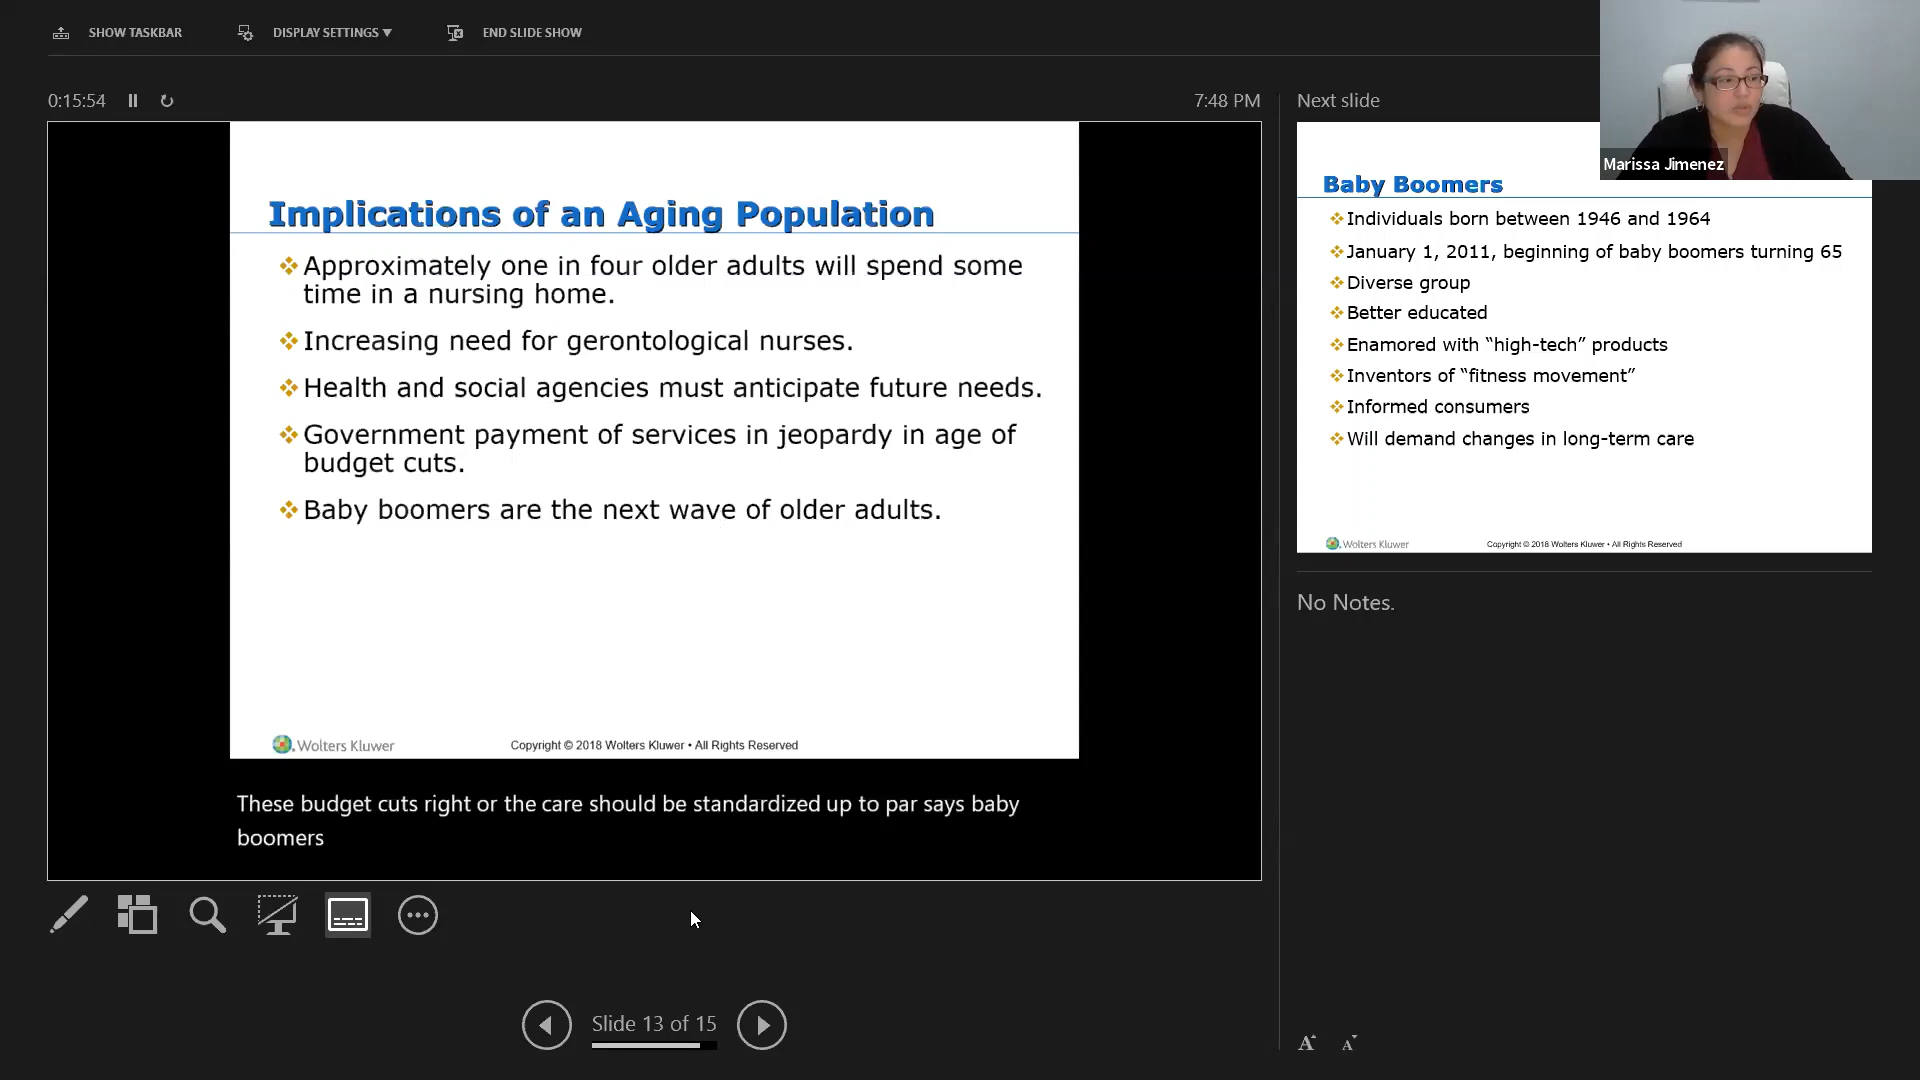 SHOW TASKBAR
DISPLAY SETTINGS ▼
END SLIDE SHOW
0:15:54
7:48 PM
Implications of an Aging Population
Approximately one in four older adults will spend some
time in a nursing home.
Increasing need for gerontological nurses.
Health and social agencies must anticipate future needs.
Government payment of services in jeopardy in age of
budget cuts.
Baby boomers are the next wave of older adults.
Wolters Kluwer
Copyright © 2018 Wolters Kluwer • All Rights Reserved
These budget cuts right or the care should be standardized up to par says baby
boomers
Slide 13 of 15
Next slide
Marissa Jimenez
Baby Boomers
Individuals born between 1946 and 1964
January 1, 2011, beginning of baby boomers turning 65
Diverse group
Better educated
Enamored with “high-tech” products
Inventors of “fitness movement”
Informed consumers
Will demand changes in long-term care
Wolters Kluwer
Copyright © 2018 Wolters Kluwer • All Rights Reserved
No Notes.
A A